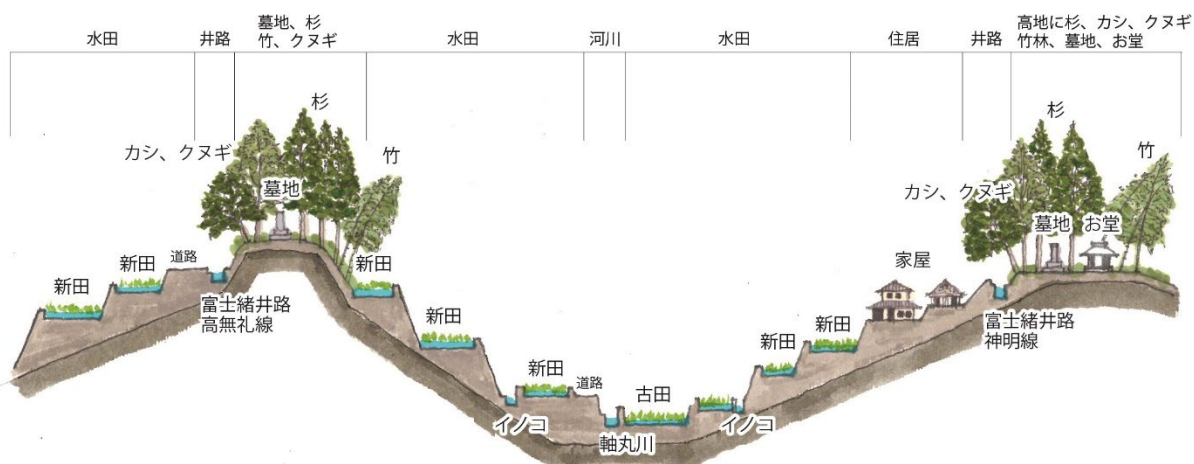 水田
井路
墓地、杉
竹、クヌギ
水田
河川
水田
住居
井路
高地に杉、カシ、クヌギ
竹林、墓地、お堂
杉
カシ、クヌギ
竹
墓地
新田
新田
道路
富士緒井路
高無礼線
新田
新田
新田
道路
イノコ
軸丸川
古田
イノコ
新田
新田
家屋
杉
竹
カシ、クヌギ
墓地
お堂
富士緒井路
神明線